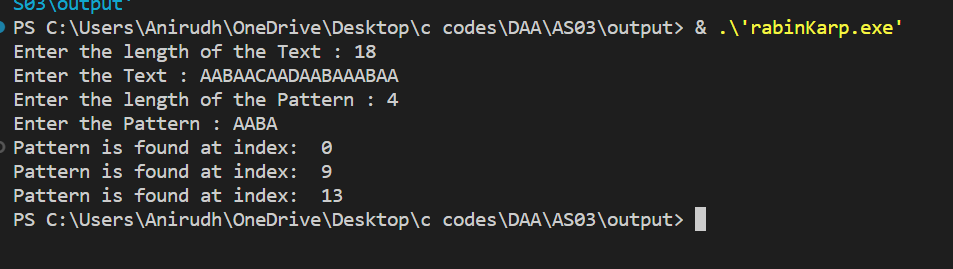 S03\output'
PS C:\Users\Anirudh\OneDrive\Desktop\c codes\DAA\AS03\output> & .\'rabinKarp.exe'
Enter the length of the Text : 18
Enter the Text : AABAACAADAABAAABAA
Enter the length of the Pattern : 4
Enter the Pattern : AABA
Pattern is found at index:  0
Pattern is found at index:  9
Pattern is found at index:  13
PS C:\Users\Anirudh\OneDrive\Desktop\c codes\DAA\AS03\output>